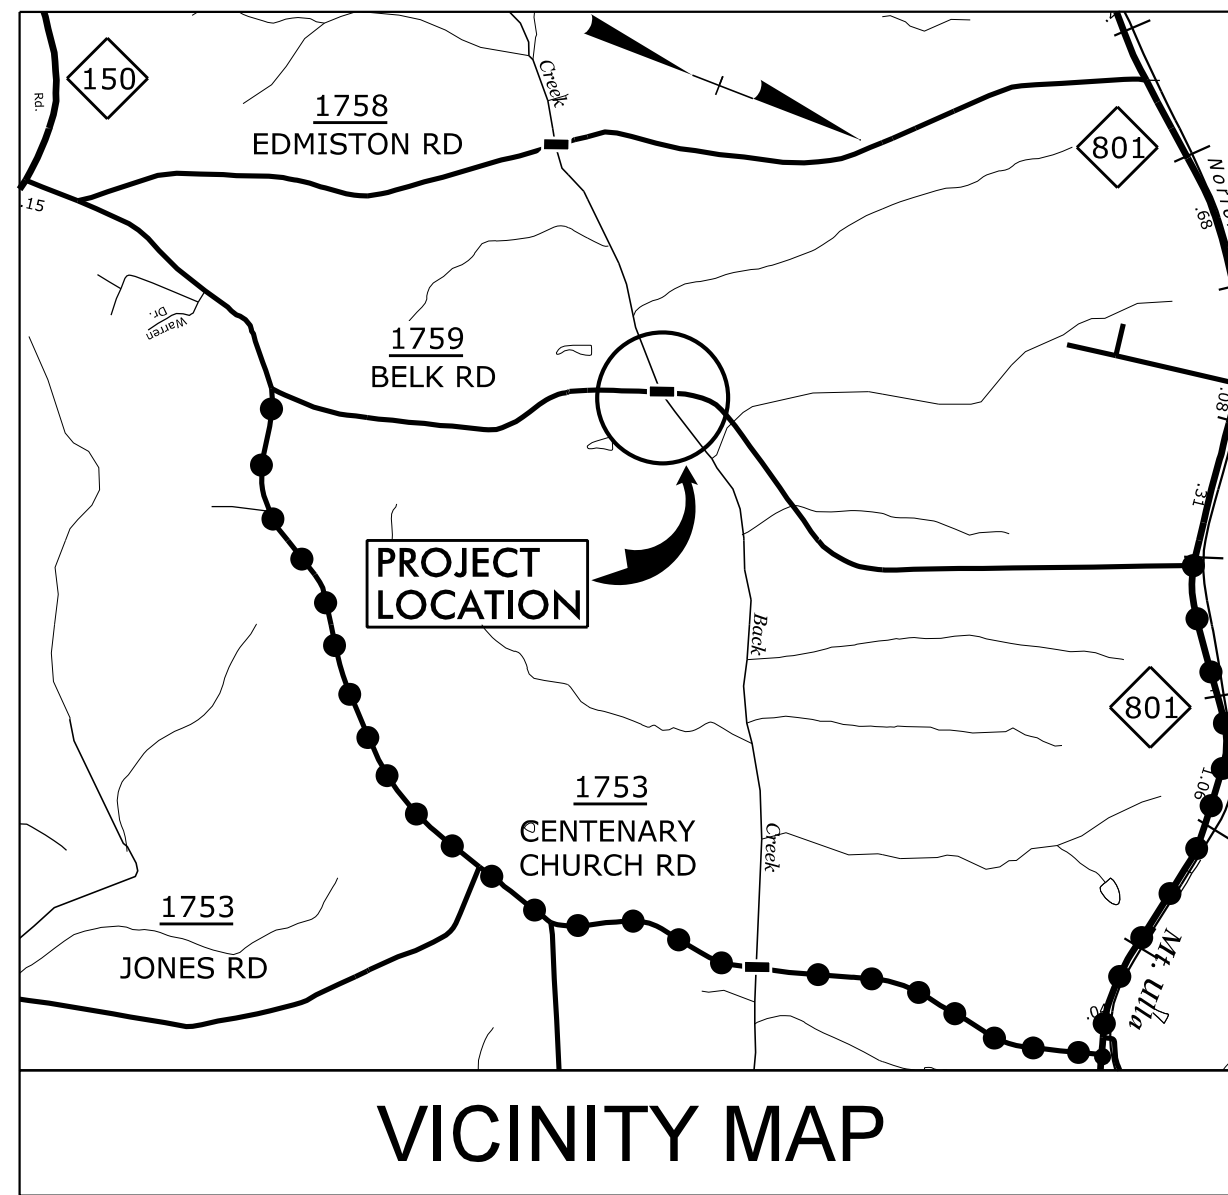 150
Rd.
1758
EDMISTON RD
Creek
801
.15
.68
Warren
Dr.
1759
BELK RD
.08
.31
PROJECT
LOCATION
Back
801
1.06
1753
CENTENARY
CHURCH RD
Creek
1753
JONES RD
Mt. Ulla
VICINITY MAP